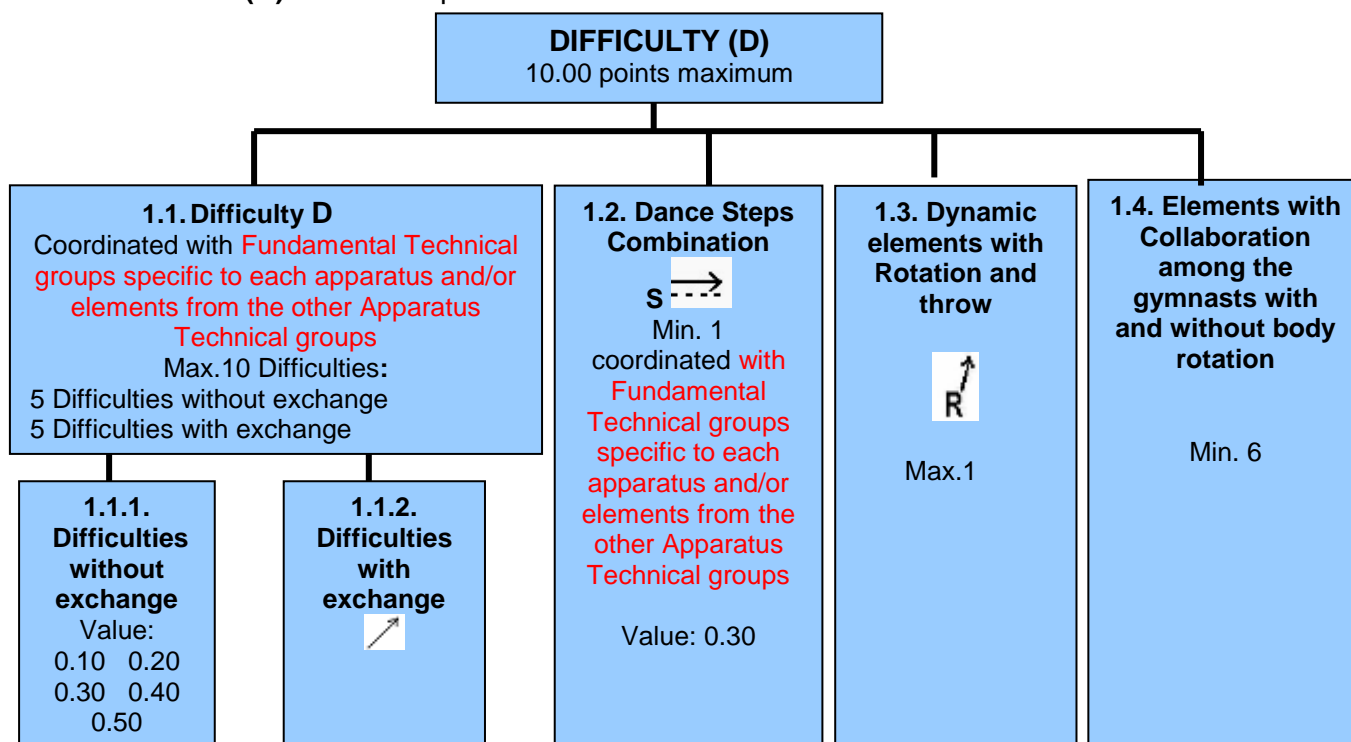 (D)
DIFFICULTY (D)
10.00 points maximum
1.1. Difficulty D
Coordinated with Fundamental Technical
groups specific to each apparatus and/or
elements from the other Apparatus
Technical groups
Max.10 Difficulties:
5 Difficulties without exchange
5 Difficulties with exchange
1.1.1.
Difficulties
without
exchange
Value:
0.10 0.20
0.30 0.40
0.50
1.1.2.
Difficulties
with
exchange
1.2. Dance Steps
Combination
S
Min. 1
coordinated with
Fundamental
Technical groups
specific to each
apparatus and/or
elements from the
other Apparatus
Technical groups
Value: 0.30
1.3. Dynamic
elements with
Rotation and
throw
R
Max.1
1.4. Elements with
Collaboration
among the
gymnasts with
and without body
rotation
Min. 6